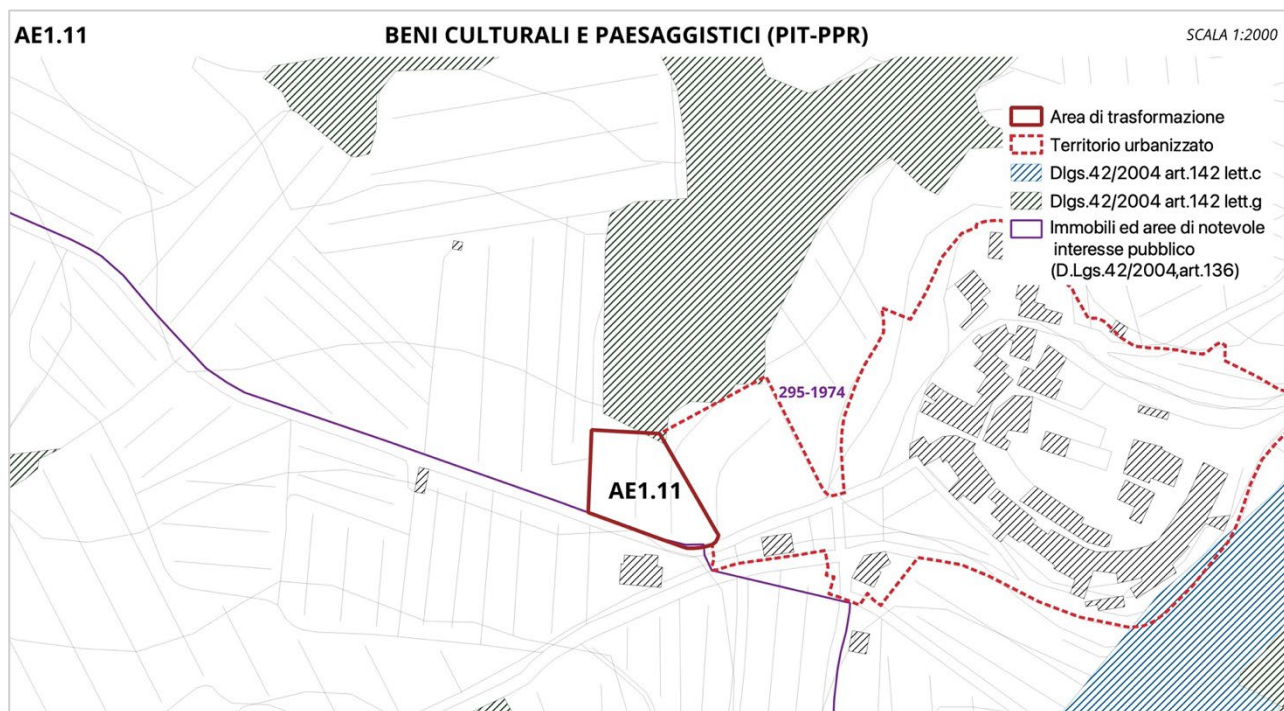 AE1.11
BENI CULTURALI E PAESAGGISTICI (PIT-PPR)
SCALA 1:2000
Area di trasformazione
Territorio urbanizzato
Dlgs.42/2004 art.142 lett.c
Dlgs.42/2004 art.142 lett.g
Immobili ed aree di notevole
interesse pubblico
(D.Lgs.42/2004,art.136)
295-1974
AE1.11